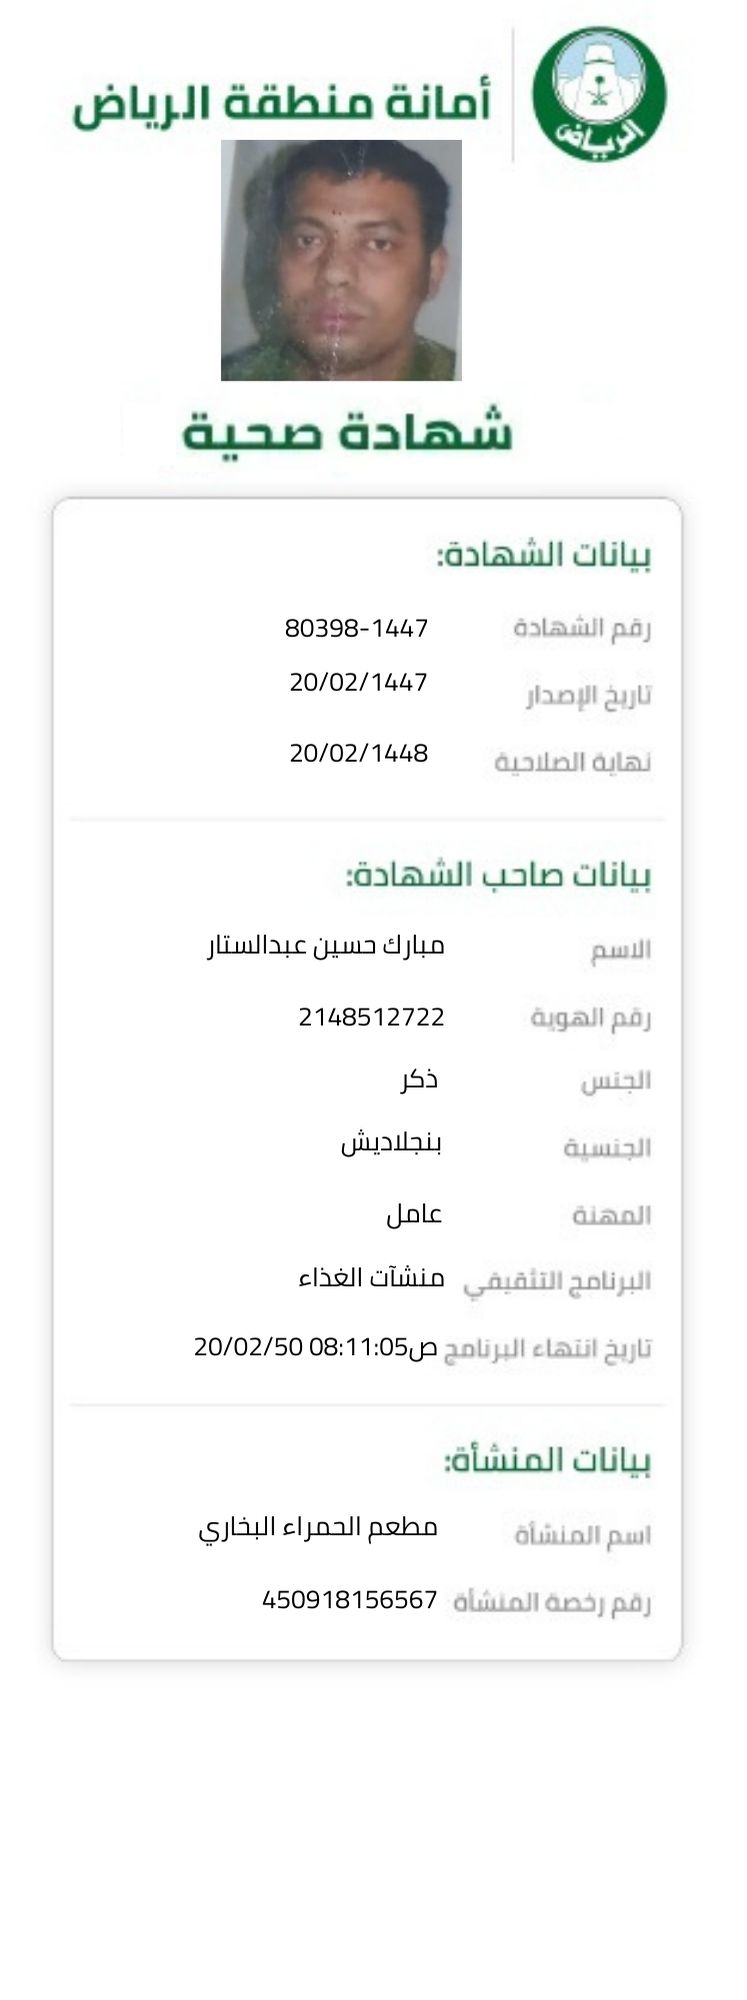 أمانة منطقة الرياض
الرياض
شهادة صحية
بيانات الشهادة:
رقم الشهادة 80398-1447
تاريخ الإصدار 20/02/1447
نهاية الصلاحية 20/02/1448
بيانات صاحب الشهادة:
الاسم مبارك حسين عبدالستار
رقم الهوية 2148512722
الجنس ذكر
الجنسية بنجلاديش
المهنة عامل
البرنامج التثقيفي منشآت الغذاء
تاريخ انتهاء البرنامج ص08:11:05 20/02/50
بيانات المنشأة:
اسم المنشأة مطعم الحمراء البخاري
رقم رخصة المنشأة 450918156567